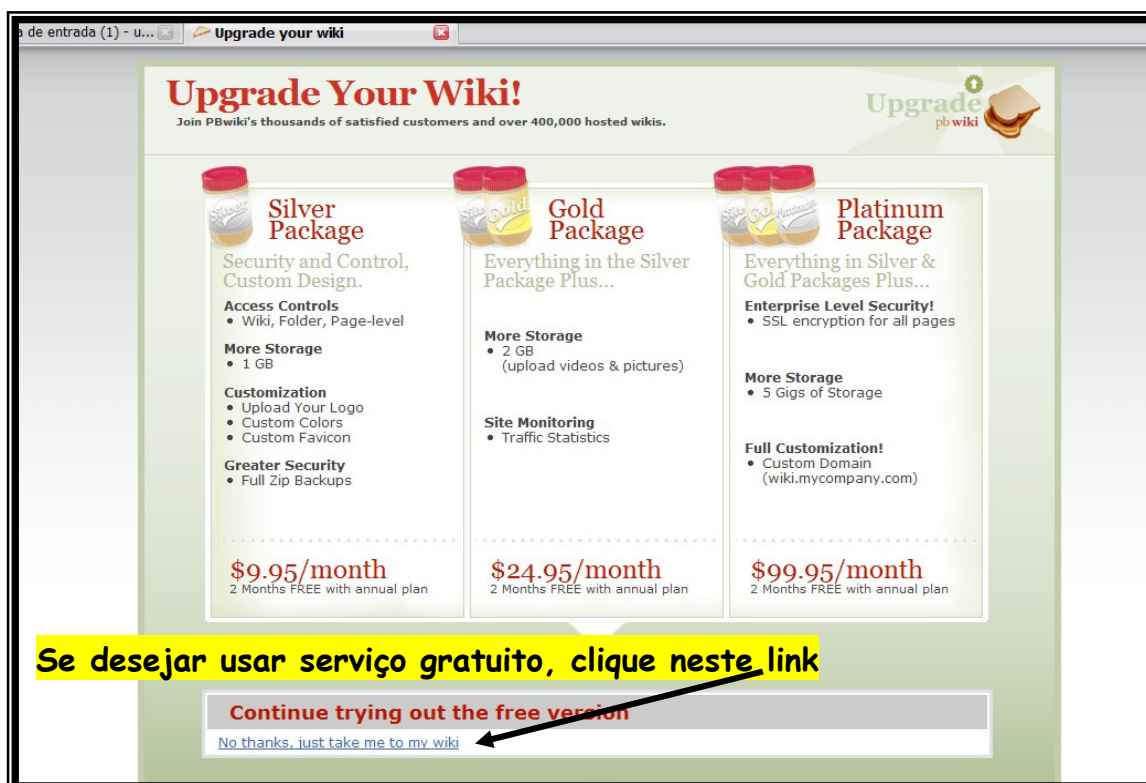 a de entrada (1) - u...
Upgrade your wiki
Upgrade Your Wiki!
Join PBwiki's thousands of satisfied customers and over 400,000 hosted wikis.
Upgrade
pbwiki
Silver
Silver
Package
Security and Control,
Custom Design.
Access Controls
• Wiki, Folder, Page-level
More Storage
• 1 GB
Customization
• Upload Your Logo
• Custom Colors
• Custom Favicon
Greater Security
• Full Zip Backups
$9.95/month
2 Months FREE with annual plan
Gold
Gold
Package
Everything in the Silver
Package Plus...
More Storage
• 2 GB
(upload videos & pictures)
Site Monitoring
• Traffic Statistics
$24.95/month
2 Months FREE with annual plan
Platinum
Platinum
Package
Everything in Silver &
Gold Packages Plus...
Enterprise Level Security!
• SSL encryption for all pages
More Storage
• 5 Gigs of Storage
Full Customization!
• Custom Domain
(wiki.mycompany.com)
$99.95/month
2 Months FREE with annual plan
Se desejar usar serviço gratuito, clique neste link
Continue trying out the free version
No thanks, just take me to my wiki